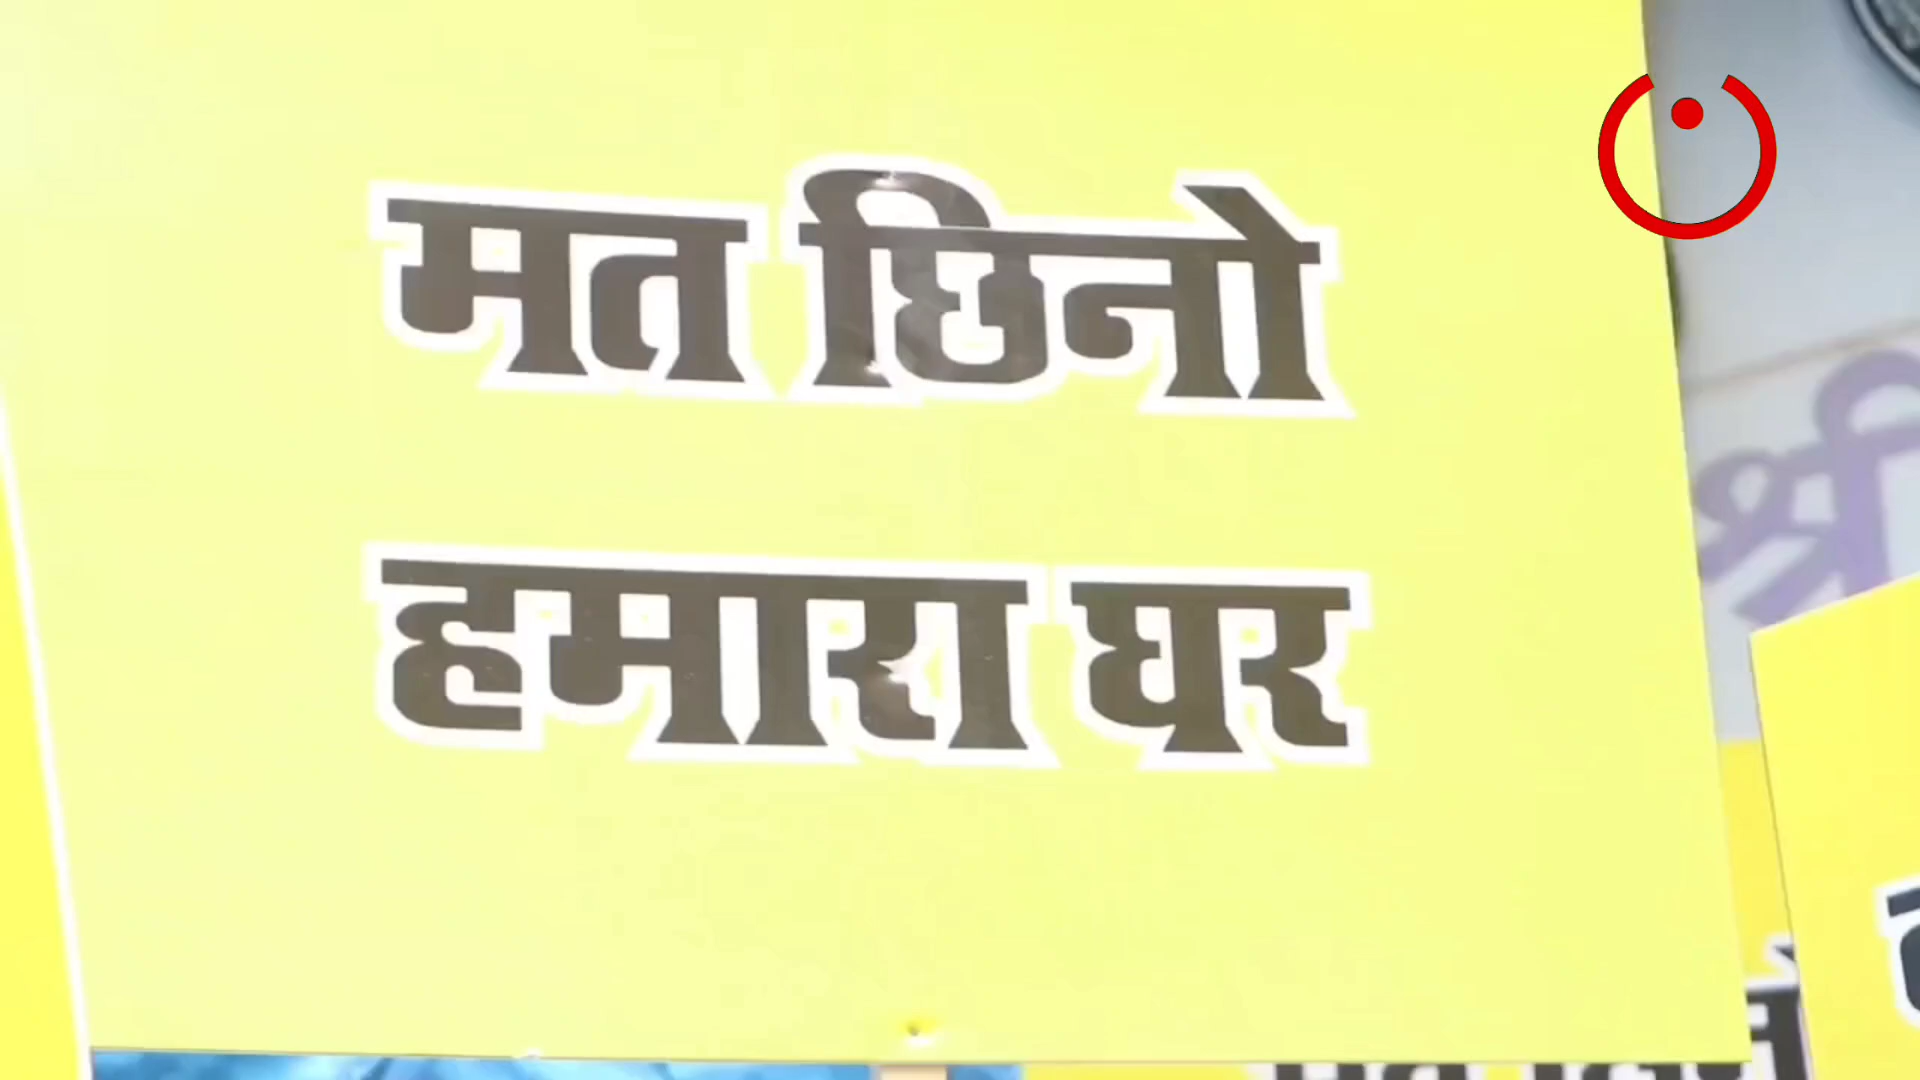 मत छिनो
हमारा घर
श्री